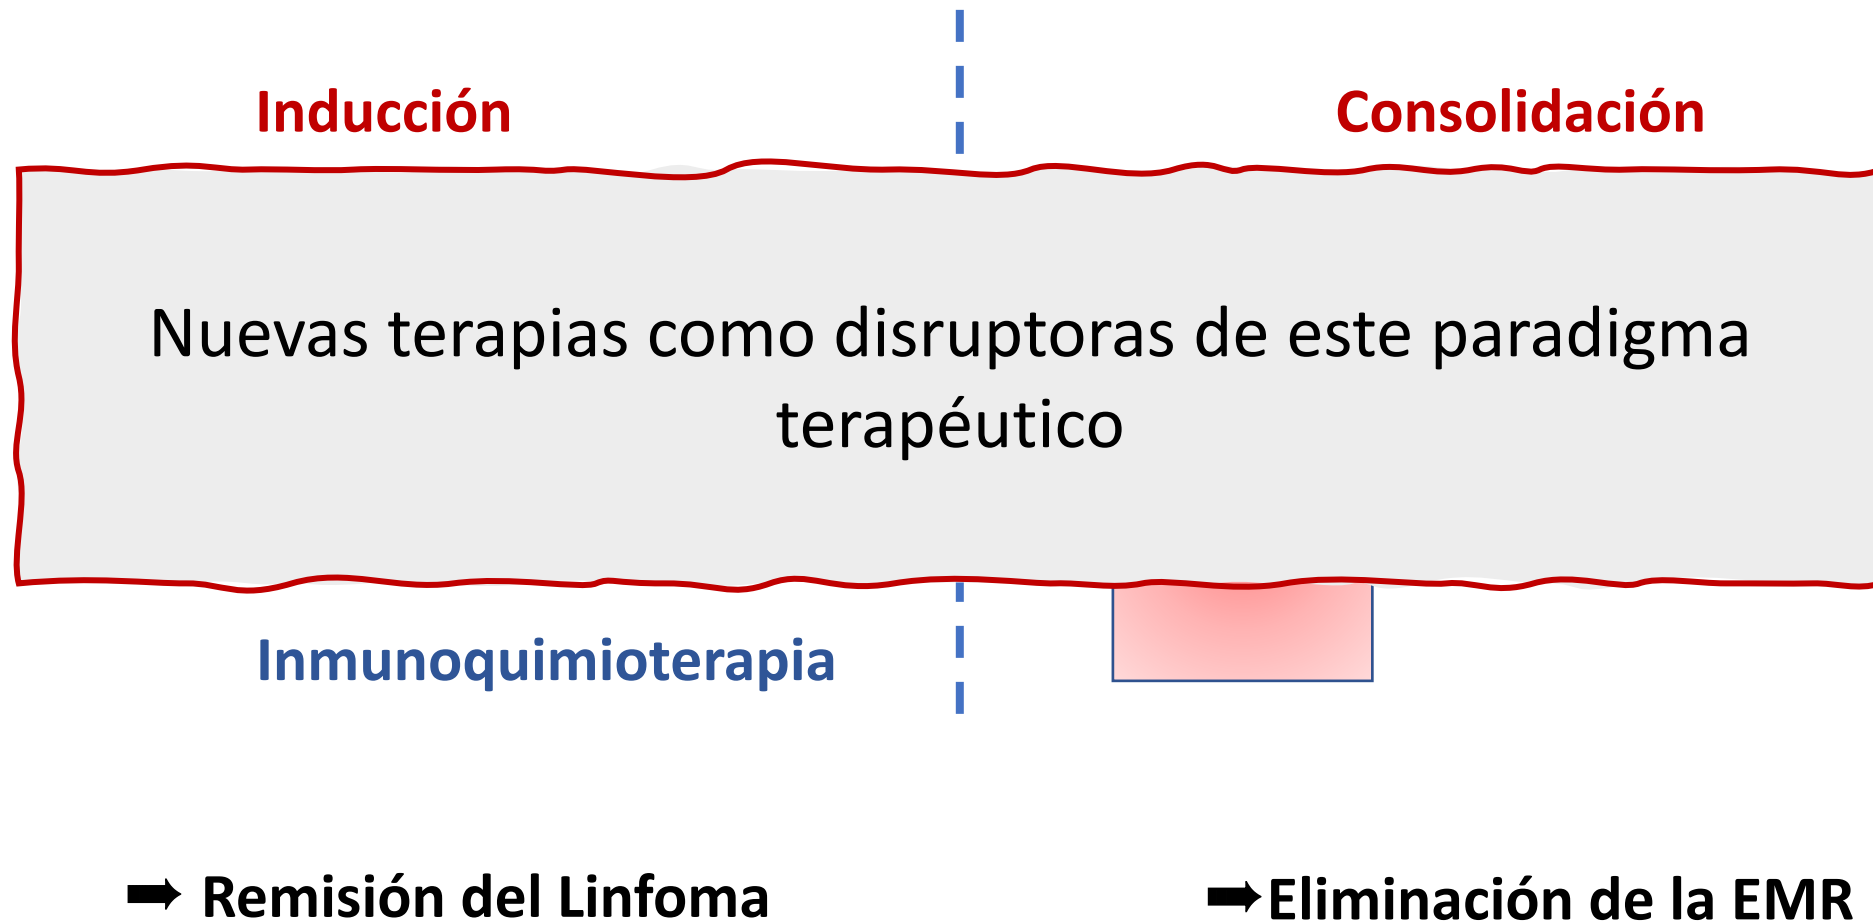 Inducción
Consolidación
Nuevas terapias como disruptoras de este paradigma
terapéutico
Inmunoquimioterapia
➡ Remisión del Linfoma
➡Eliminación de la EMR